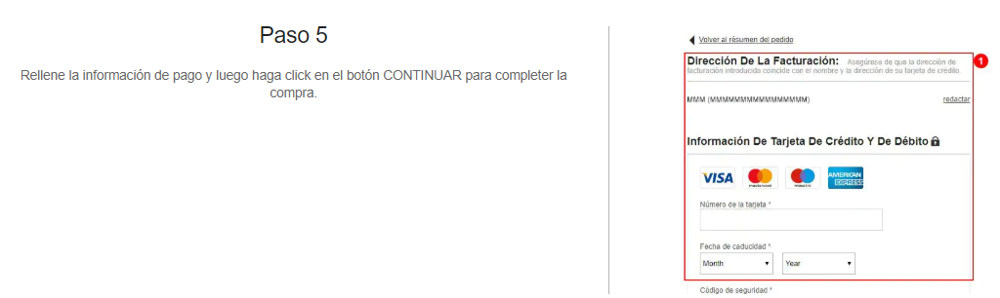 Paso 5
Rellene la información de pago y luego haga click en el botón CONTINUAR para completer la
compra.
Volver al résumen del pedido
Dirección De La Facturación: Asegúrese de que la dirección de
facturación introducida coincide con el nombre y la dirección de su tarjeta de crédito.
1
MMM (MMMMMMMMMMMMMMMM)
redactar
Información De Tarjeta De Crédito Y De Débito
VISA
mastercard
maestro
AMERICAN
EXPRESS
Número de la tarjeta *
Fecha de caducidad *
Month
Year
Código de seguridad *